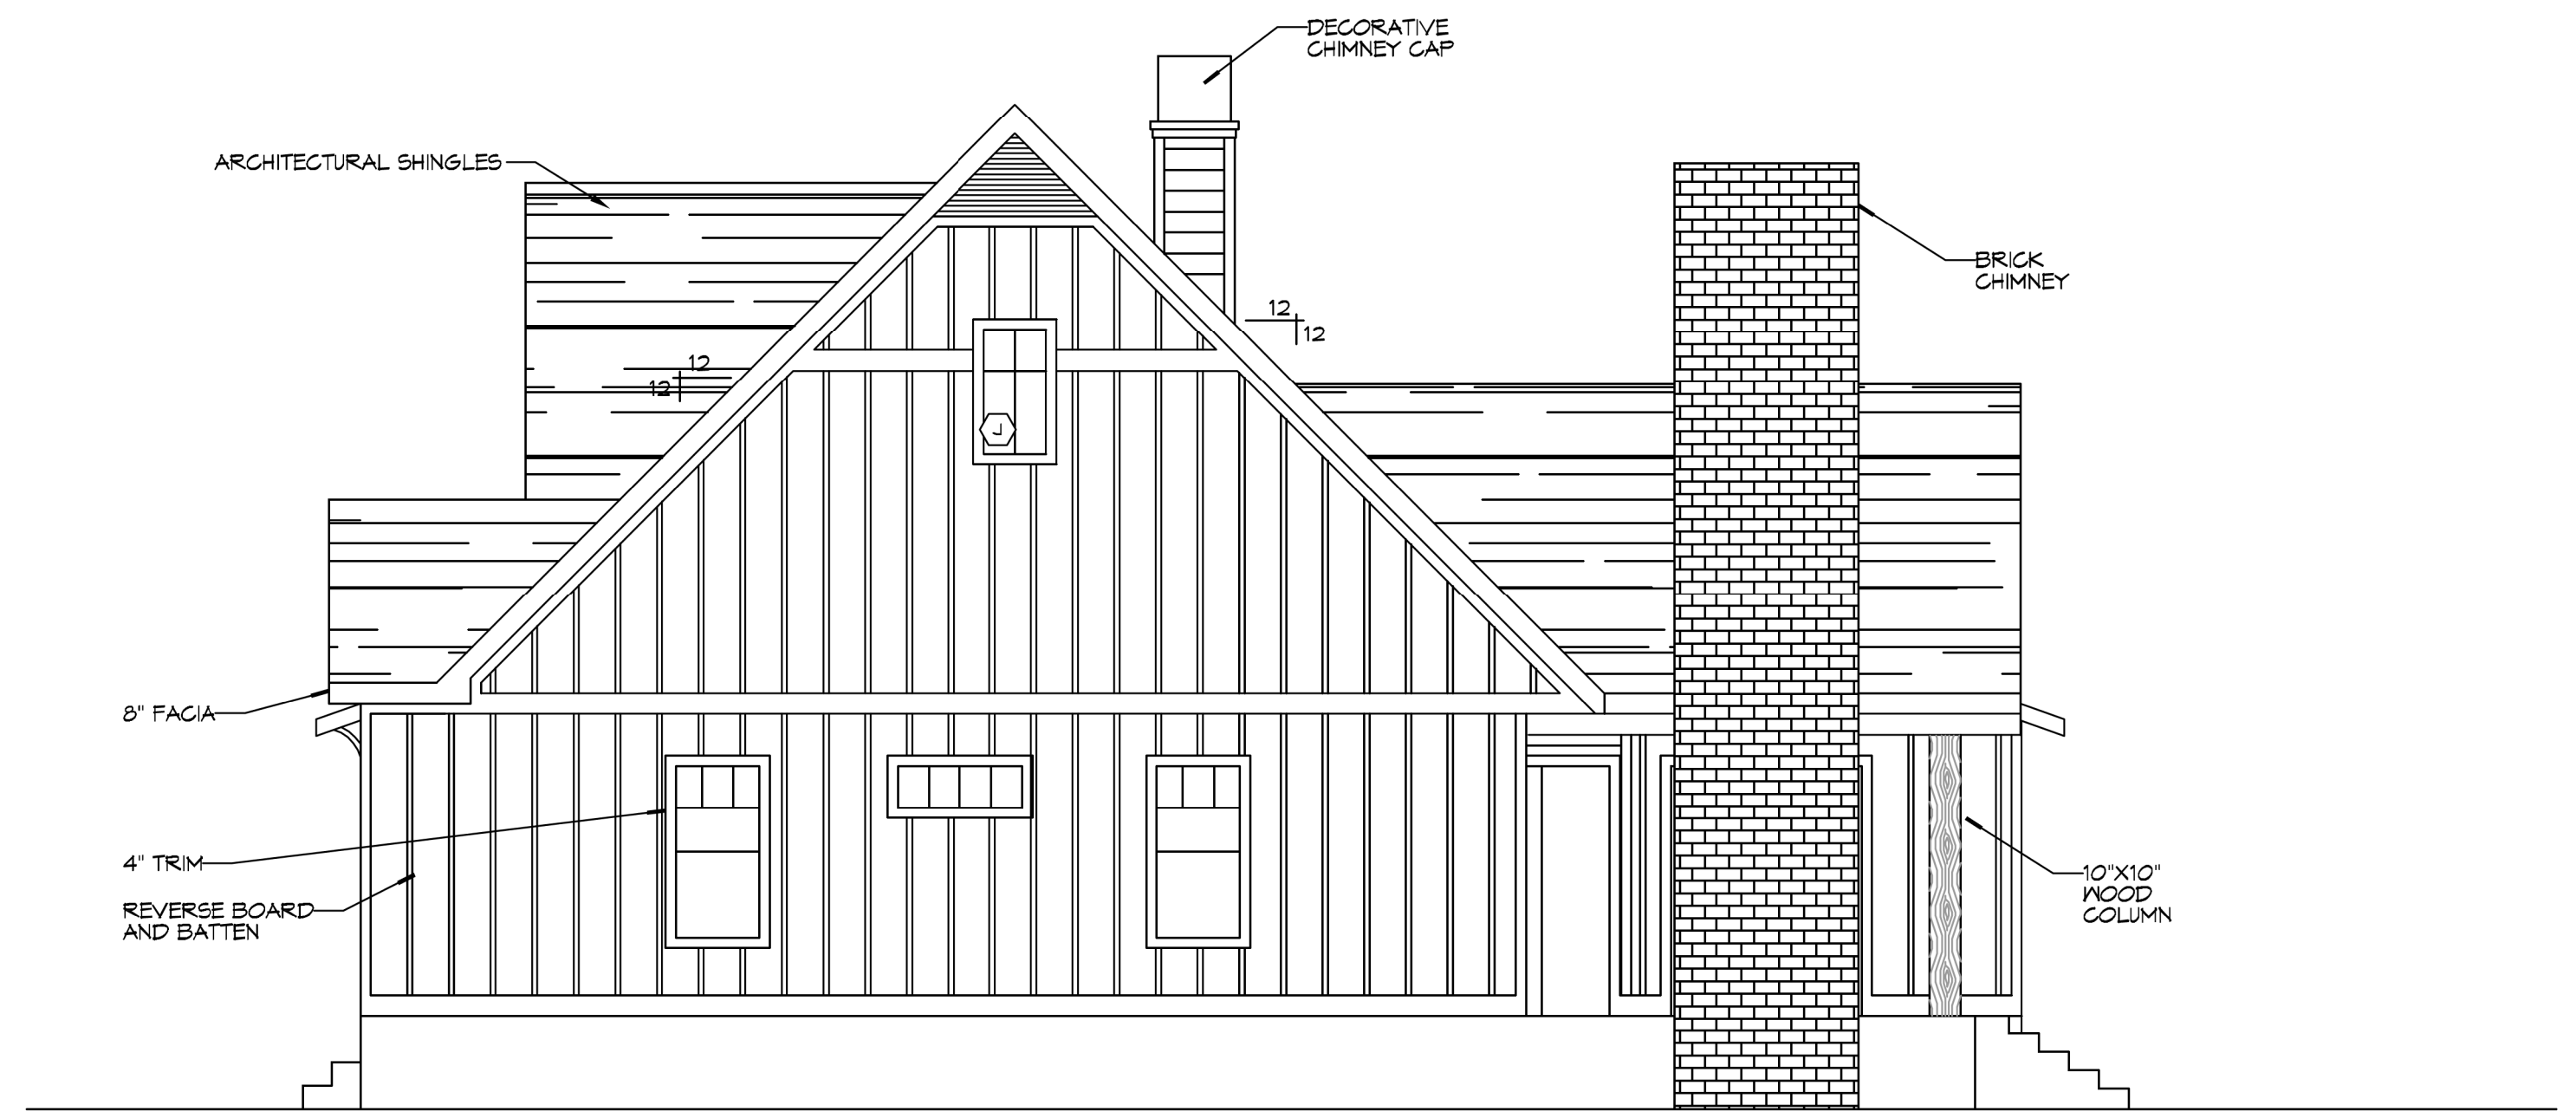 DECORATIVE
CHIMNEY CAP
ARCHITECTURAL SHINGLES
BRICK
CHIMNEY
12
12
12
12
8" FACIA
4" TRIM
REVERSE BOARD
AND BATTEN
10"X10"
WOOD
COLUMN